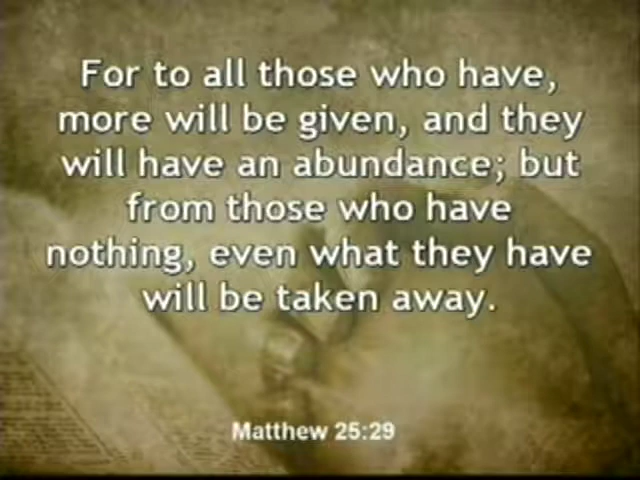 For to all those who have,
more will be given, and they
will have an abundance; but
from those who have
nothing, even what they have
will be taken away.
Matthew 25:29